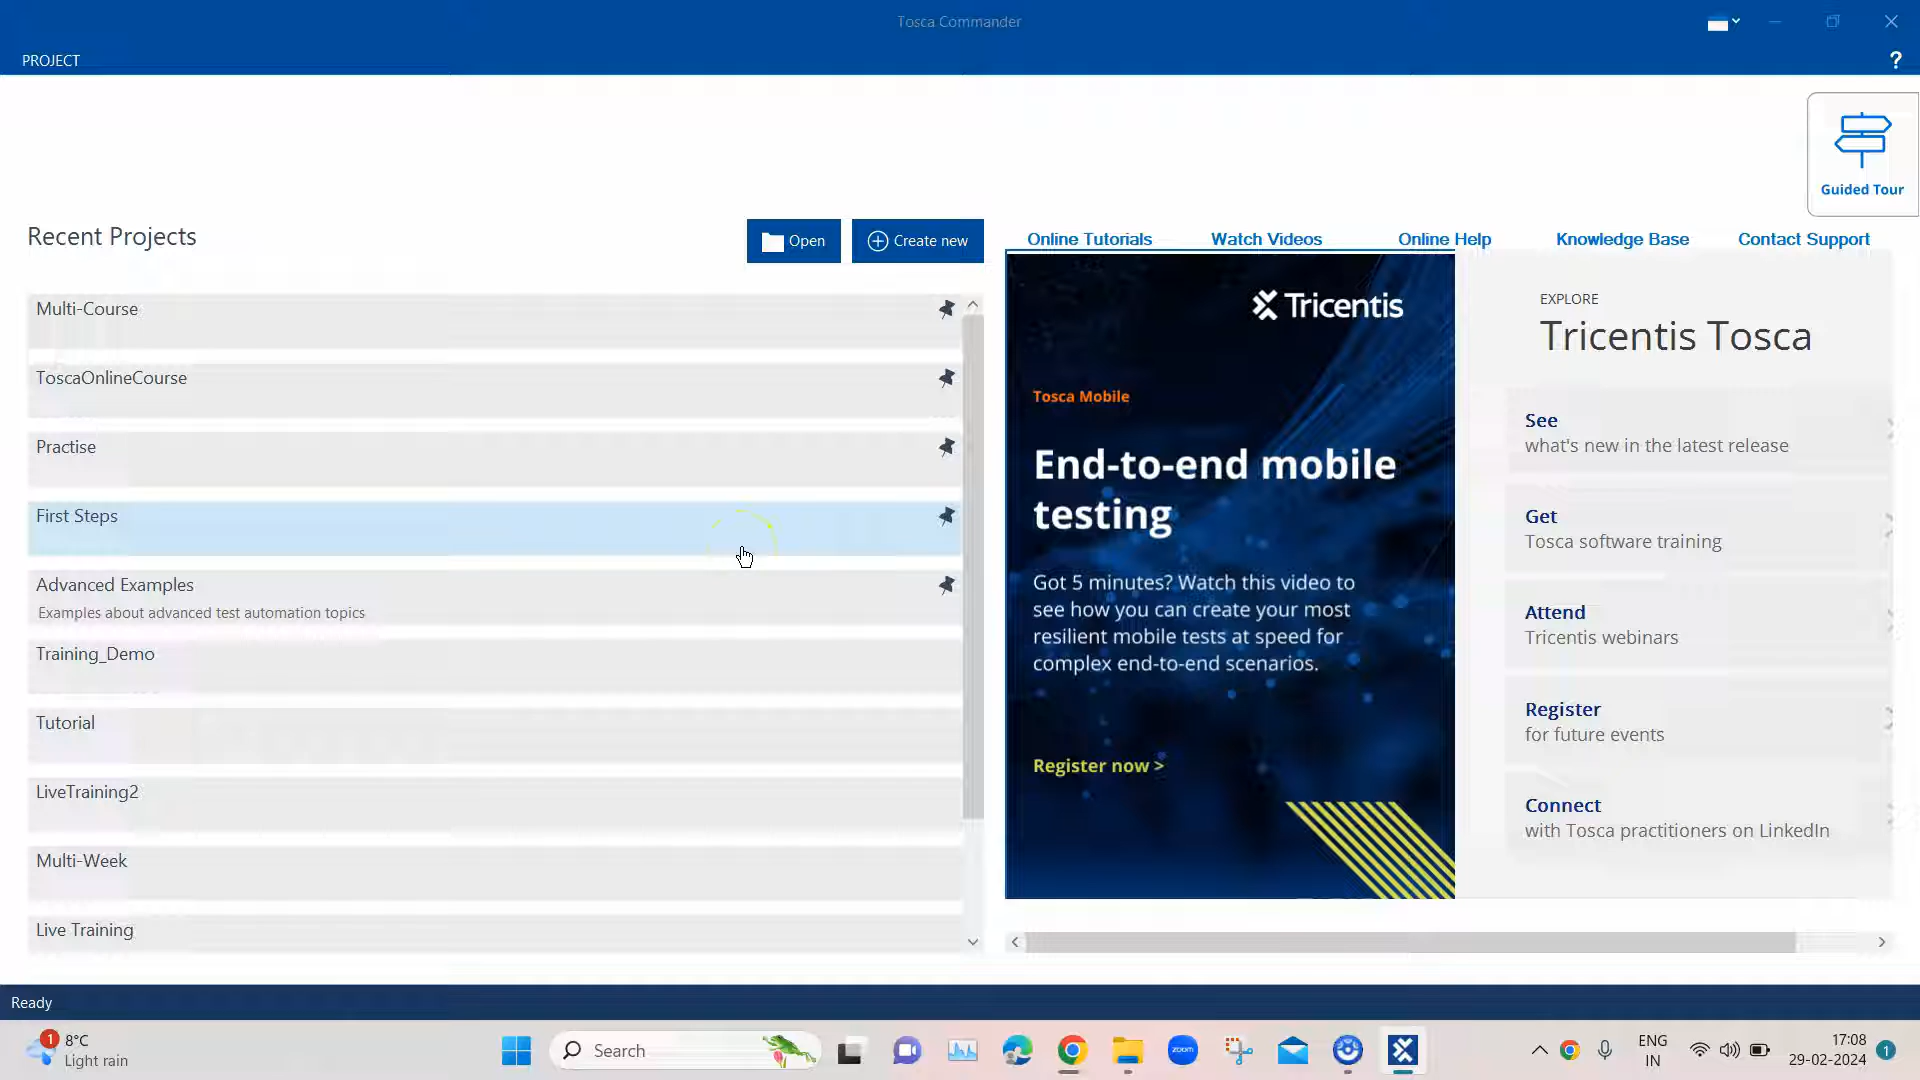 Tosca Commander
PROJECT
?
Guided Tour
Recent Projects
Open
Create new
Online Tutorials
Watch Videos
Online Help
Knowledge Base
Contact Support
Multi-Course
ToscaOnlineCourse
Practise
First Steps
Advanced Examples
Examples about advanced test automation topics
Training_Demo
Tutorial
LiveTraining2
Multi-Week
Live Training
Tricentis
Tosca Mobile
End-to-end mobile
testing
Got 5 minutes? Watch this video to
see how you can create your most
resilient mobile tests at speed for
complex end-to-end scenarios.
Register now >
EXPLORE
Tricentis Tosca
See
what's new in the latest release
Get
Tosca software training
Attend
Tricentis webinars
Register
for future events
Connect
with Tosca practitioners on LinkedIn
Ready
1
8°C
Light rain
Search
zoom
ENG
IN
17:08
29-02-2024
1